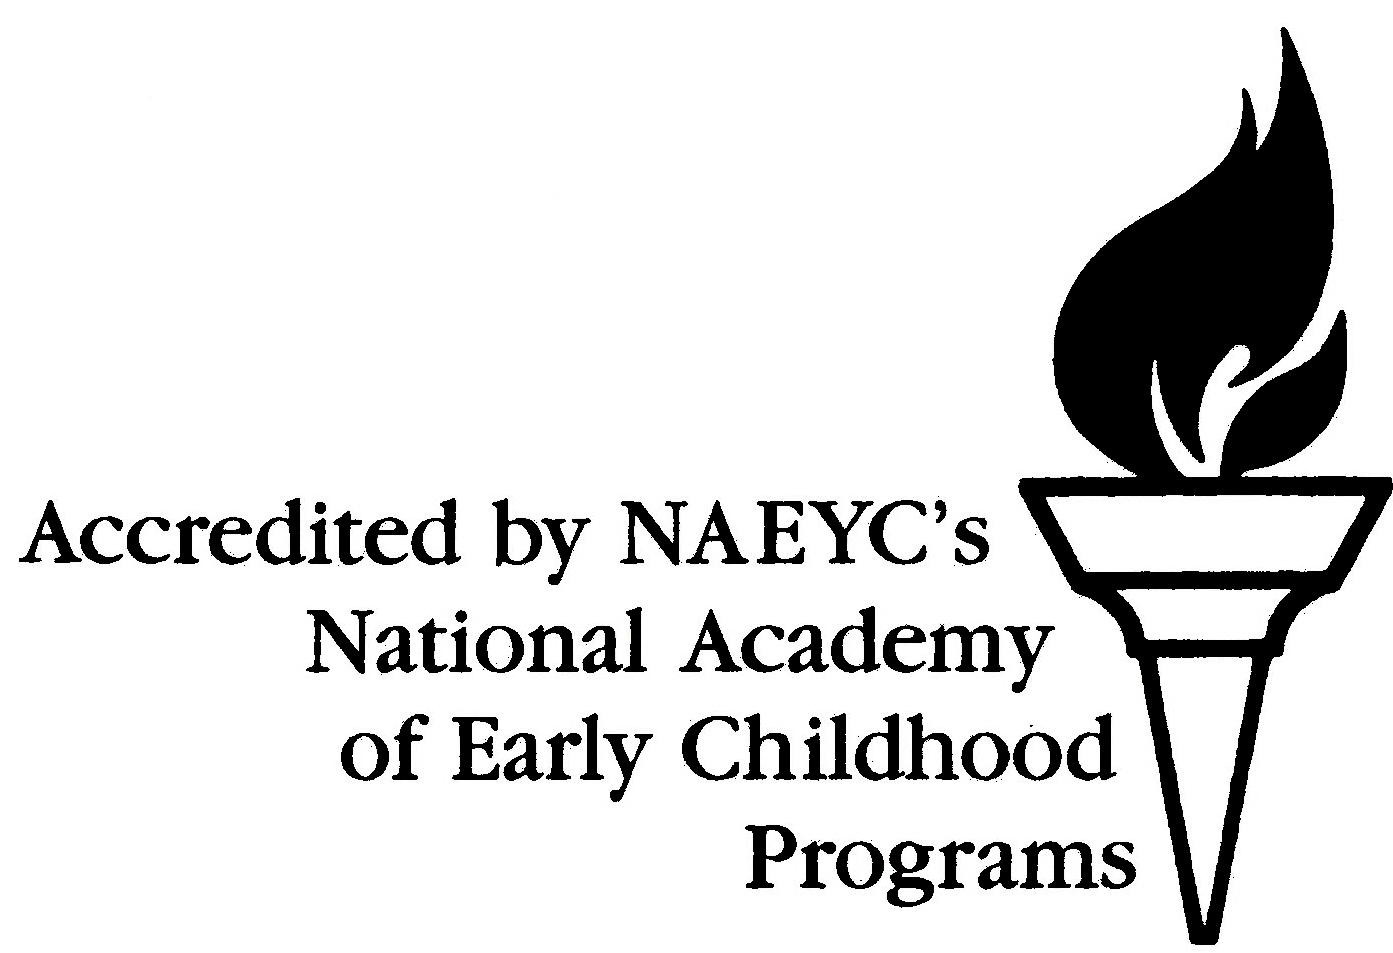 Accredited by NAEYC's
National Academy
of Early Childhood
Programs